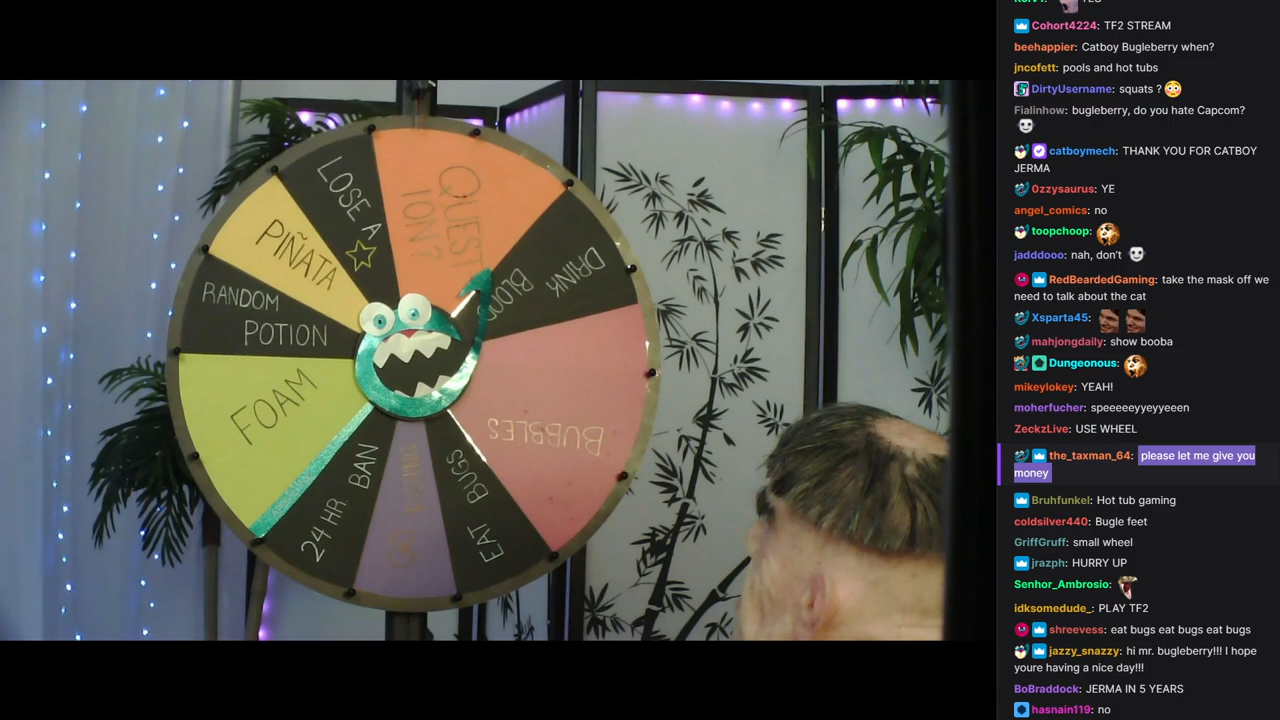 LOSE A
QUEST
ION?
PIÑATA
DRINK
BLOOD
RANDOM
POTION
FOAM
BUBBLES
24 HR. BAN
EAT BUGS
YES
Cohort4224: TF2 STREAM
beehappier: Catboy Bugleberry when?
jncofett: pools and hot tubs
DirtyUsername: squats ?
Fialinhow: bugleberry, do you hate Capcom?
catboymech: THANK YOU FOR CATBOY
JERMA
0zzysaurus: YE
angel_comics: no
toopchoop:
jadddooo: nah, don't
RedBeardedGaming: take the mask off we
need to talk about the cat
Xsparta45:
mahjongdaily: show booba
Dungeonous:
mikeylokey: YEAH!
moherfucher: speeeeyyeyyeeen
ZeckzLive: USE WHEEL
the_taxman_64: please let me give you
money
Bruhfunkel: Hot tub gaming
coldsilver440: Bugle feet
GriffGruff: small wheel
jrazph: HURRY UP
Senhor_Ambrosio:
idksomedude_: PLAY TF2
shreevess: eat bugs eat bugs eat bugs
jazzy_snazzy: hi mr. bugleberry!!! I hope
youre having a nice day!!!
BoBraddock: JERMA IN 5 YEARS
hasnain119: no